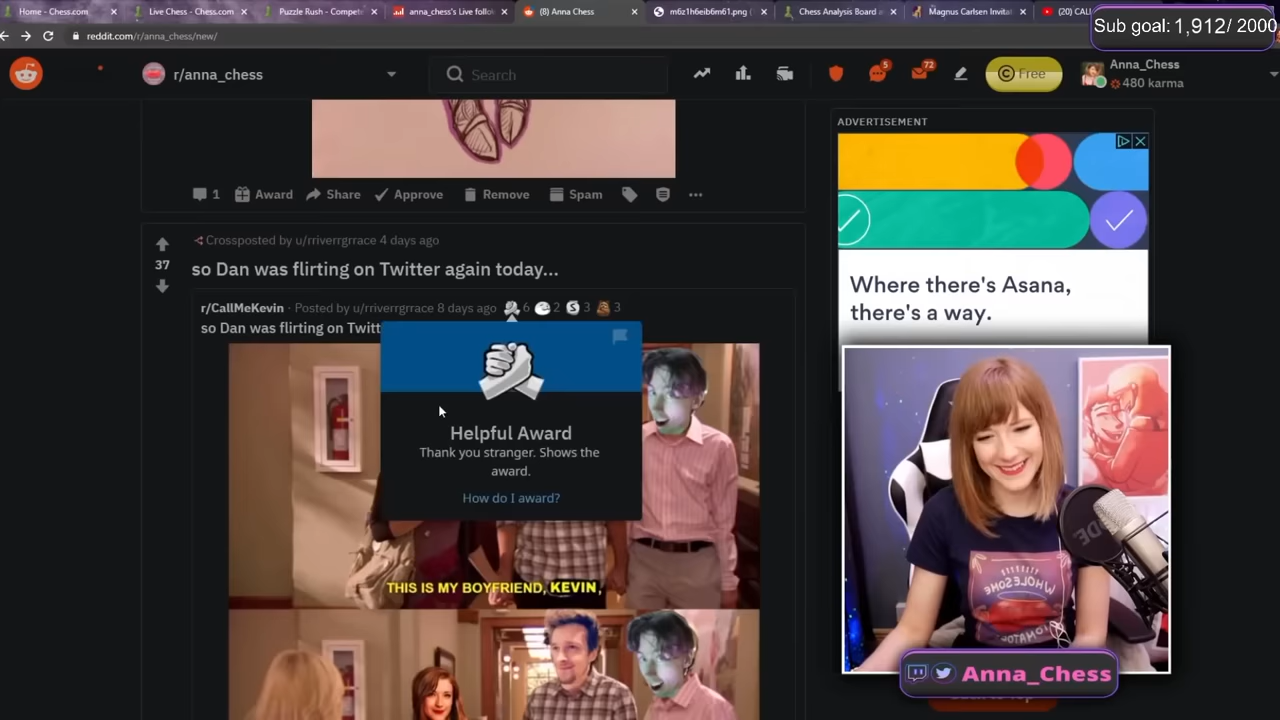 Home - Chess.com
Live Chess - Chess.com
Puzzle Rush - Compet
anna_chess's Live follo
(8) Anna Chess
m6z1h6eib6m61.png (
Chess Analysis Board a
Magnus Carlsen Invitat
(20) CALL
Sub goal: 1,912/ 2000
reddit.com/r/anna_chess/new/
r/anna_chess
Search
5
72
Free
Anna_Chess
480 karma
ADVERTISEMENT
1
Award
Share
Approve
Remove
Spam
Crossposted by u/rriverrgrrace 4 days ago
37
so Dan was flirting on Twitter again today...
r/CallMeKevin · Posted by u/rriverrgrrace 8 days ago 6 2 S 3 3
so Dan was flirting on Twitt
Helpful Award
Thank you stranger. Shows the
award.
How do I award?
THIS IS MY BOYFRIEND, KEVIN,
Where there's Asana,
there's a way.
WHOLESOME
Anna_Chess